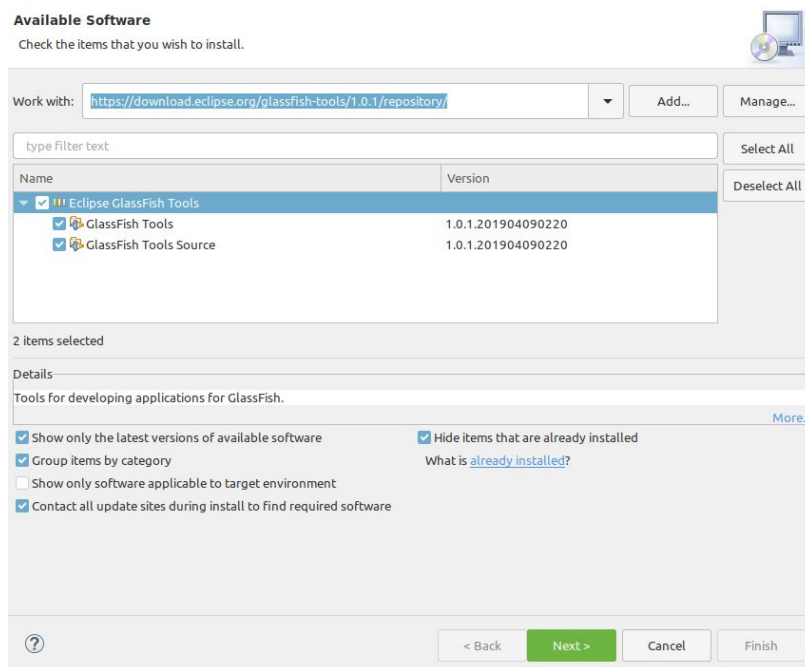 Available Software
Check the items that you wish to install.
Work with: https://download.eclipse.org/glassfish-tools/1.0.1/repository/ Add... Manage...
type filter text Select All
Name Version Deselect All
Eclipse GlassFish Tools
GlassFish Tools 1.0.1.201904090220
GlassFish Tools Source 1.0.1.201904090220
2 items selected
Details
Tools for developing applications for GlassFish.
More.
Show only the latest versions of available software Hide items that are already installed
Group items by category What is already installed?
Show only software applicable to target environment
Contact all update sites during install to find required software
? < Back Next > Cancel Finish